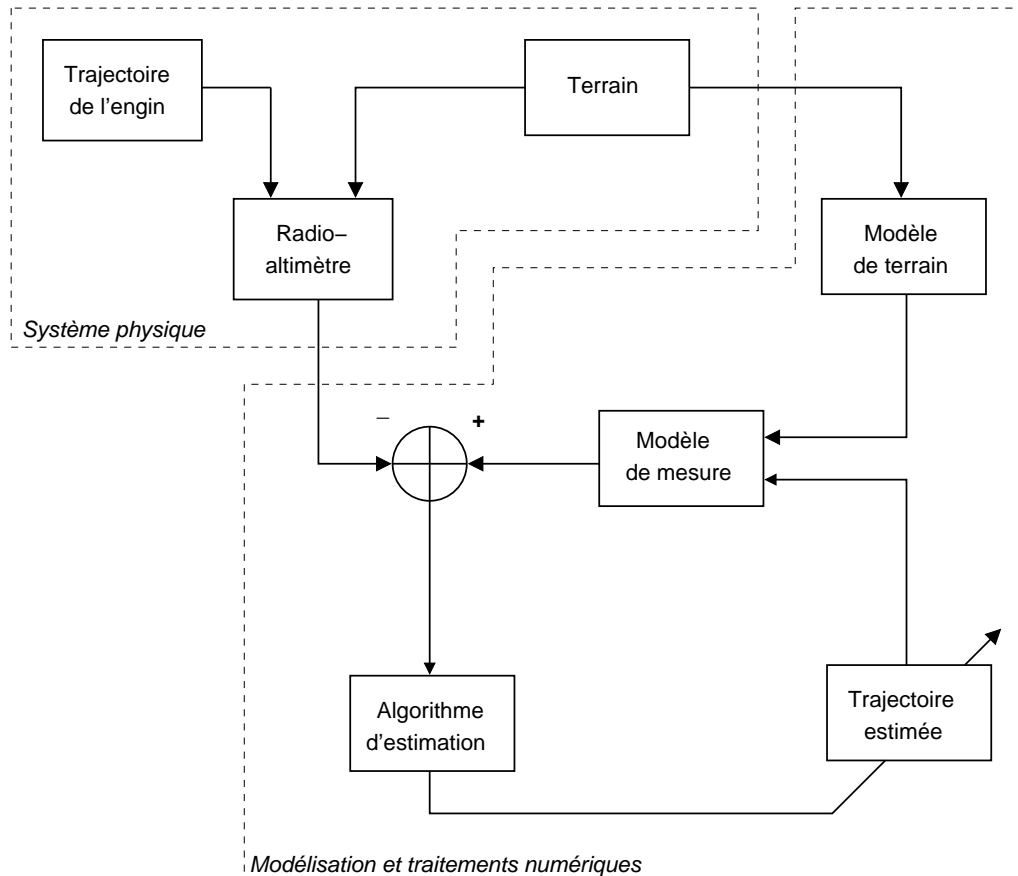 Trajectoire
de l'engin
Terrain
Radio−
altimètre
Modèle
de terrain
Système physique
−
+
Modèle
de mesure
Algorithme
d'estimation
Trajectoire
estimée
Modélisation et traitements numériques